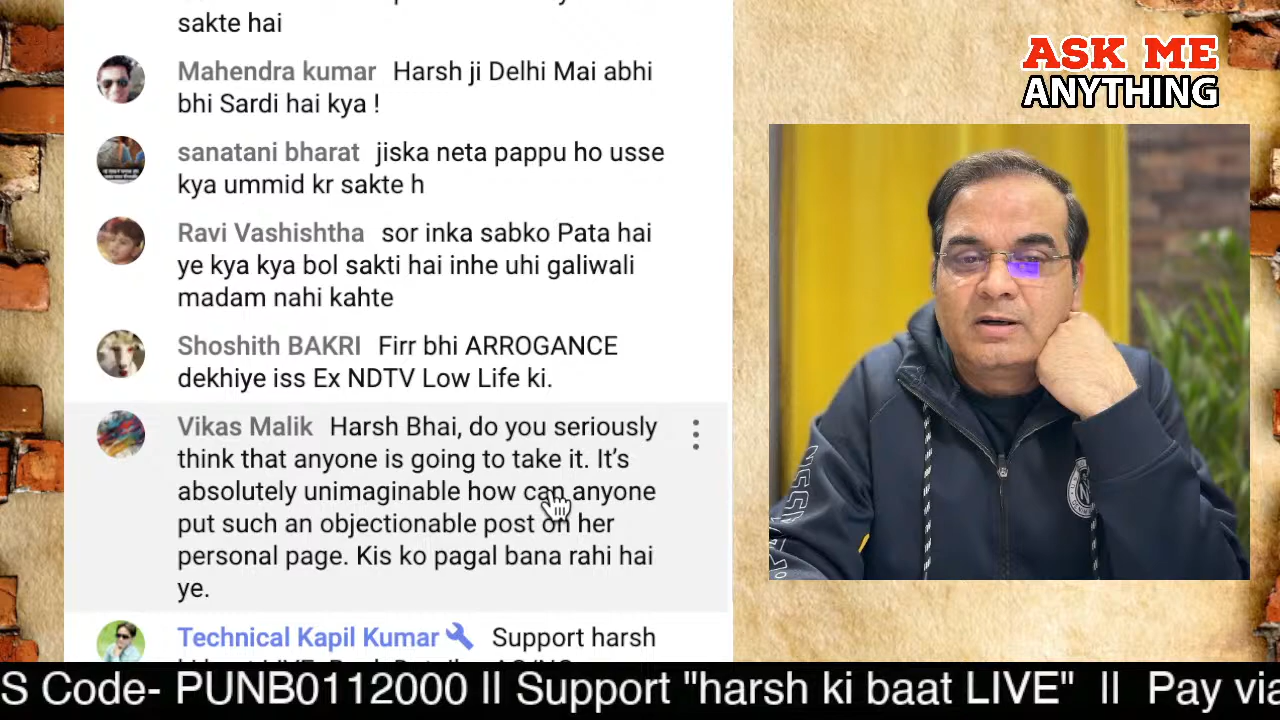 sakte hai
Mahendra kumar Harsh ji Delhi Mai abhi
bhi Sardi hai kya !
sanatani bharat jiska neta pappu ho usse
kya ummid kr sakte h
Ravi Vashishtha sor inka sabko Pata hai
ye kya kya bol sakti hai inhe uhi galiwali
madam nahi kahte
Shoshith BAKRI Firr bhi ARROGANCE
dekhiye iss Ex NDTV Low Life ki.
Vikas Malik Harsh Bhai, do you seriously
think that anyone is going to take it. It’s
absolutely unimaginable how can anyone
put such an objectionable post on her
personal page. Kis ko pagal bana rahi hai
ye.
Technical Kapil Kumar Support harsh
ASK ME
ANYTHING
S Code- PUNB0112000 II Support "harsh ki baat LIVE" II Pay via